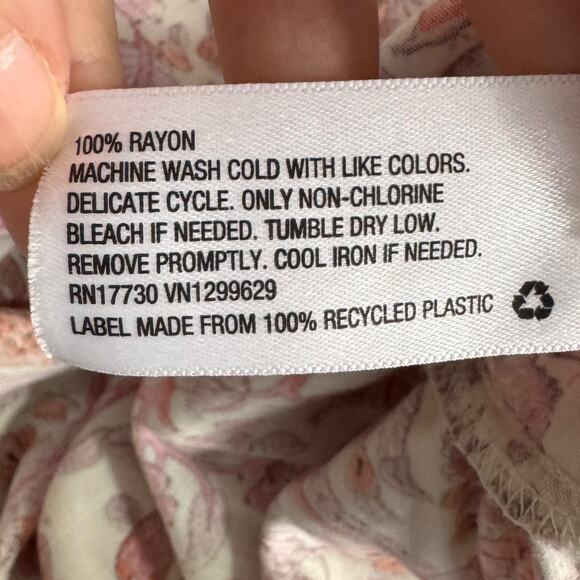 100% RAYON
MACHINE WASH COLD WITH LIKE COLORS.
DELICATE CYCLE. ONLY NON-CHLORINE
BLEACH IF NEEDED. TUMBLE DRY LOW.
REMOVE PROMPTLY. COOL IRON IF NEEDED.
RN17730 VN1299629
LABEL MADE FROM 100% RECYCLED PLASTIC